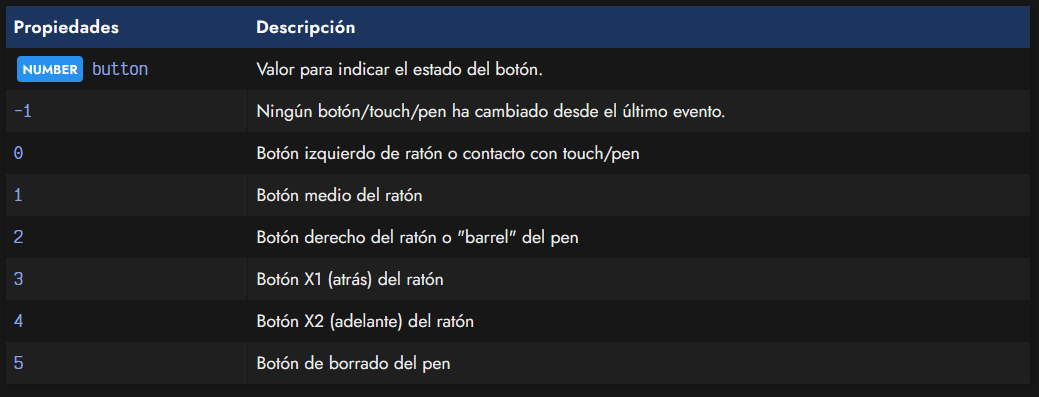 Propiedades Descripción
NUMBER button Valor para indicar el estado del botón.
-1 Ningún botón/touch/pen ha cambiado desde el último evento.
0 Botón izquierdo de ratón o contacto con touch/pen
1 Botón medio del ratón
2 Botón derecho del ratón o "barrel" del pen
3 Botón X1 (atrás) del ratón
4 Botón X2 (adelante) del ratón
5 Botón de borrado del pen